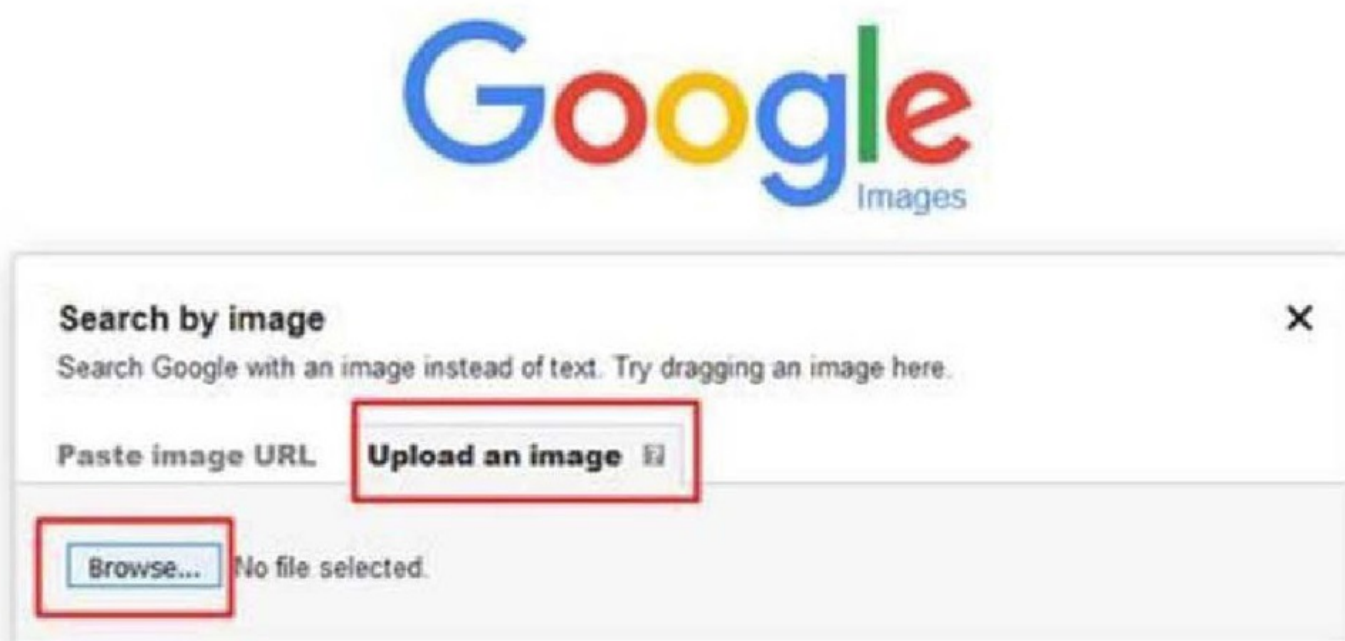 Google
Images
Search by image
Search Google with an image instead of text. Try dragging an image here.
Paste image URL Upload an image
Browse... No file selected.